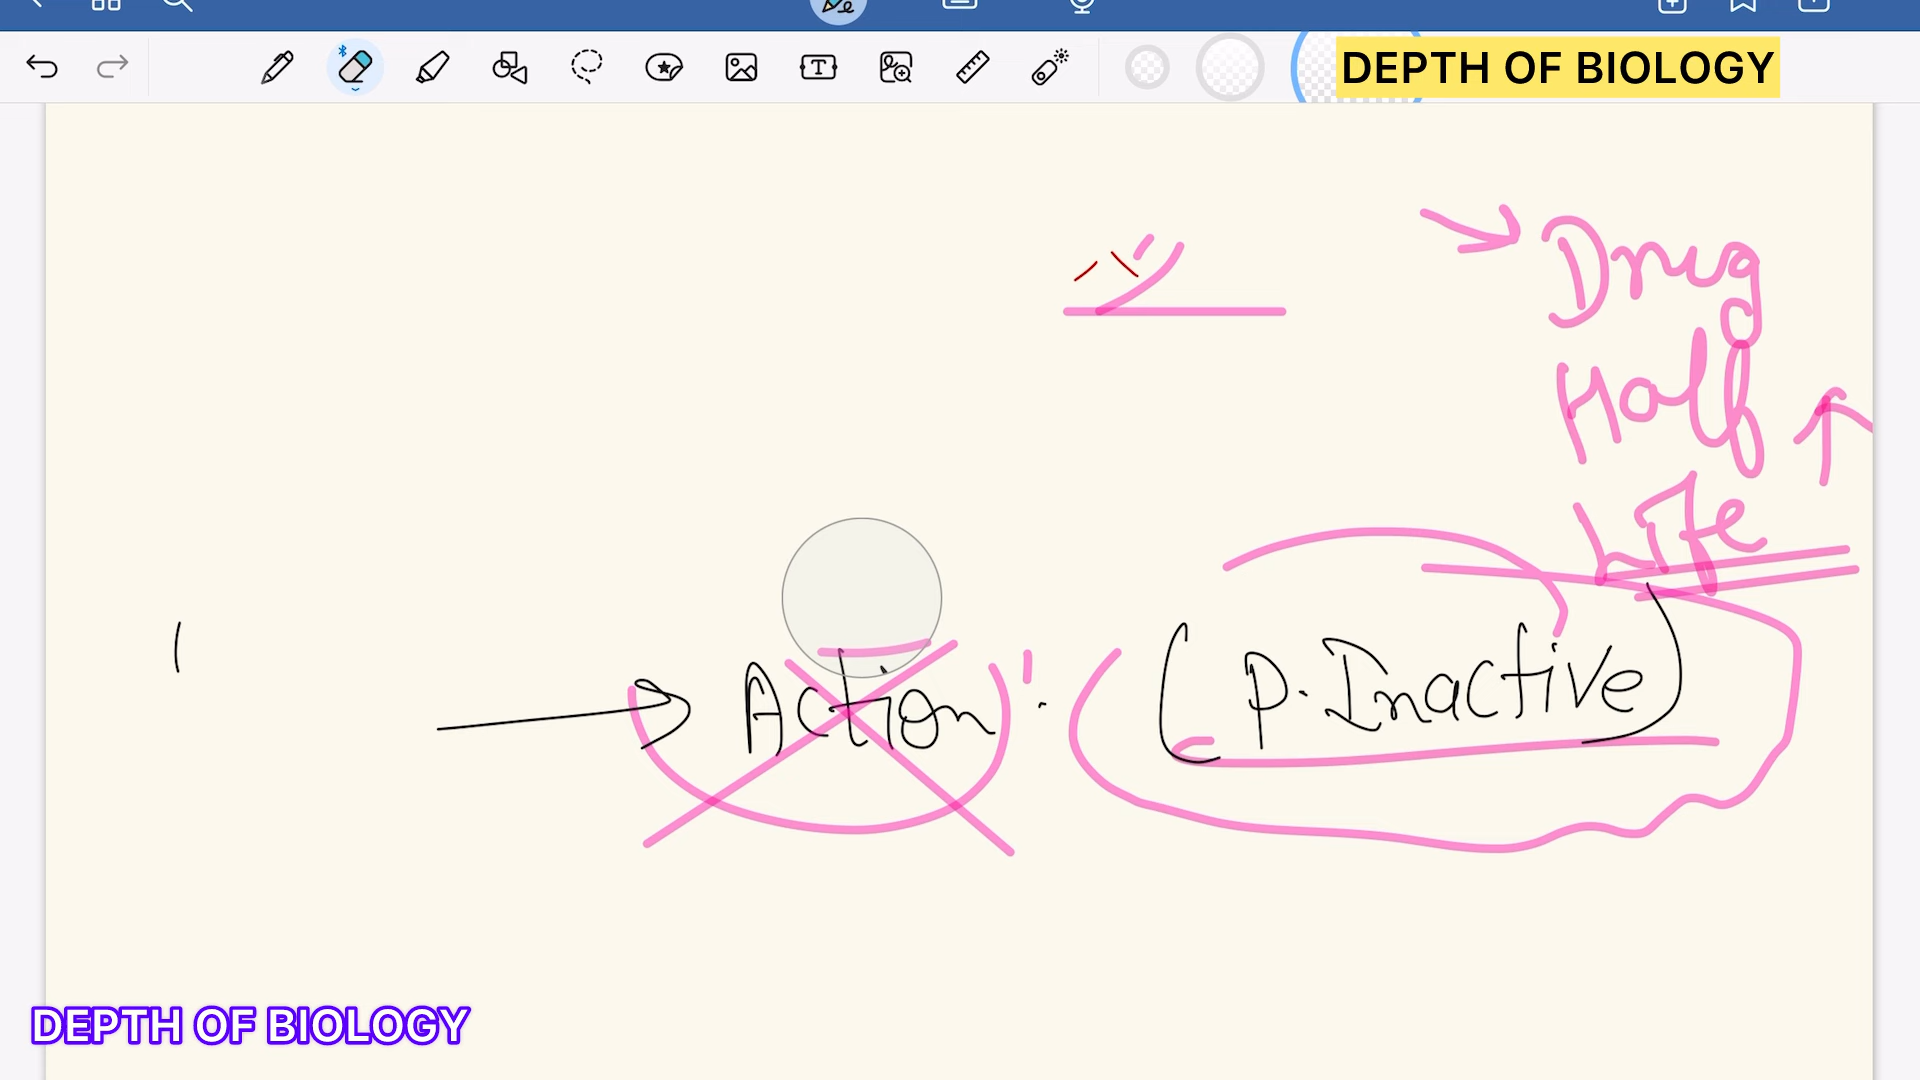 DEPTH OF BIOLOGY
→ Drug
Half ↑
Life
→ Action. (P. Inactive)
DEPTH OF BIOLOGY